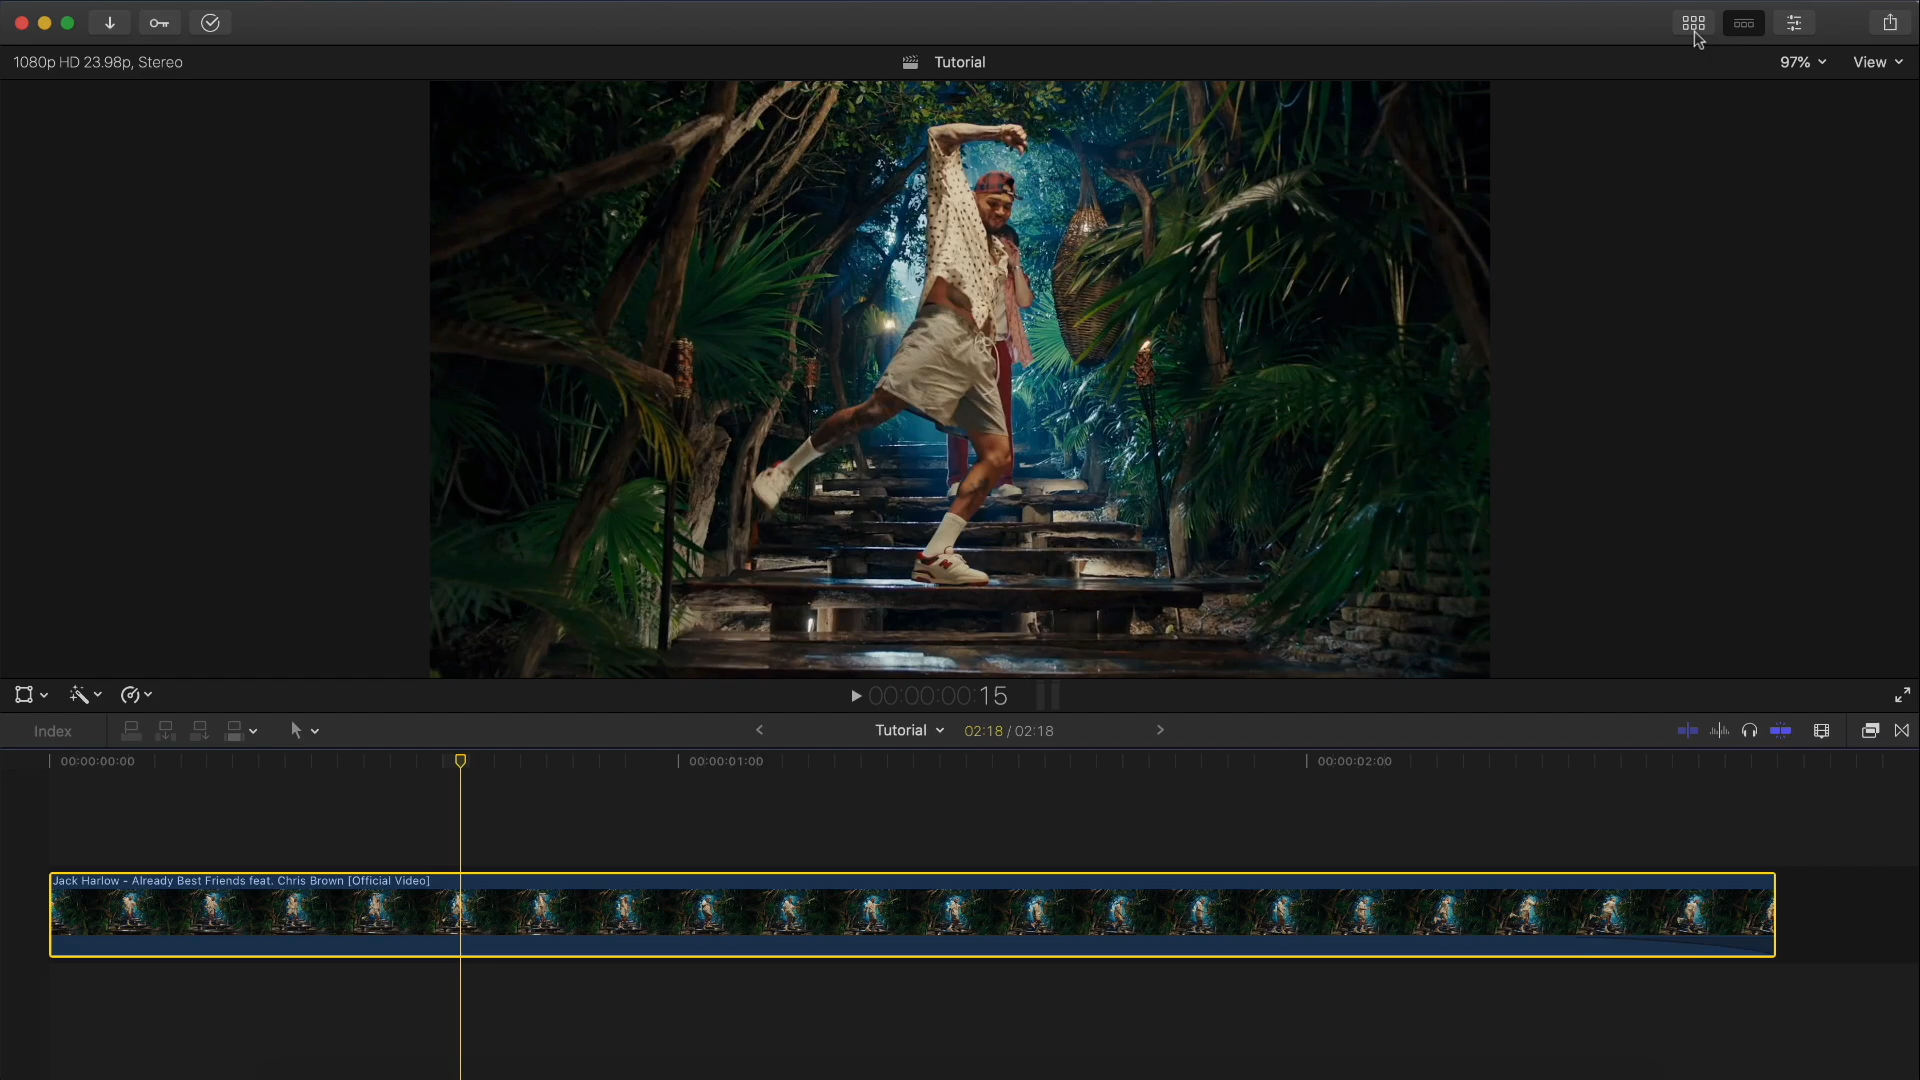 1080p HD 23.98p, Stereo
Tutorial
97%
View
N
00:00:00:15
Index
Tutorial
02:18 / 02:18
00:00:00:00
00:00:01:00
00:00:02:00
Jack Harlow - Already Best Friends feat. Chris Brown [Official Video]